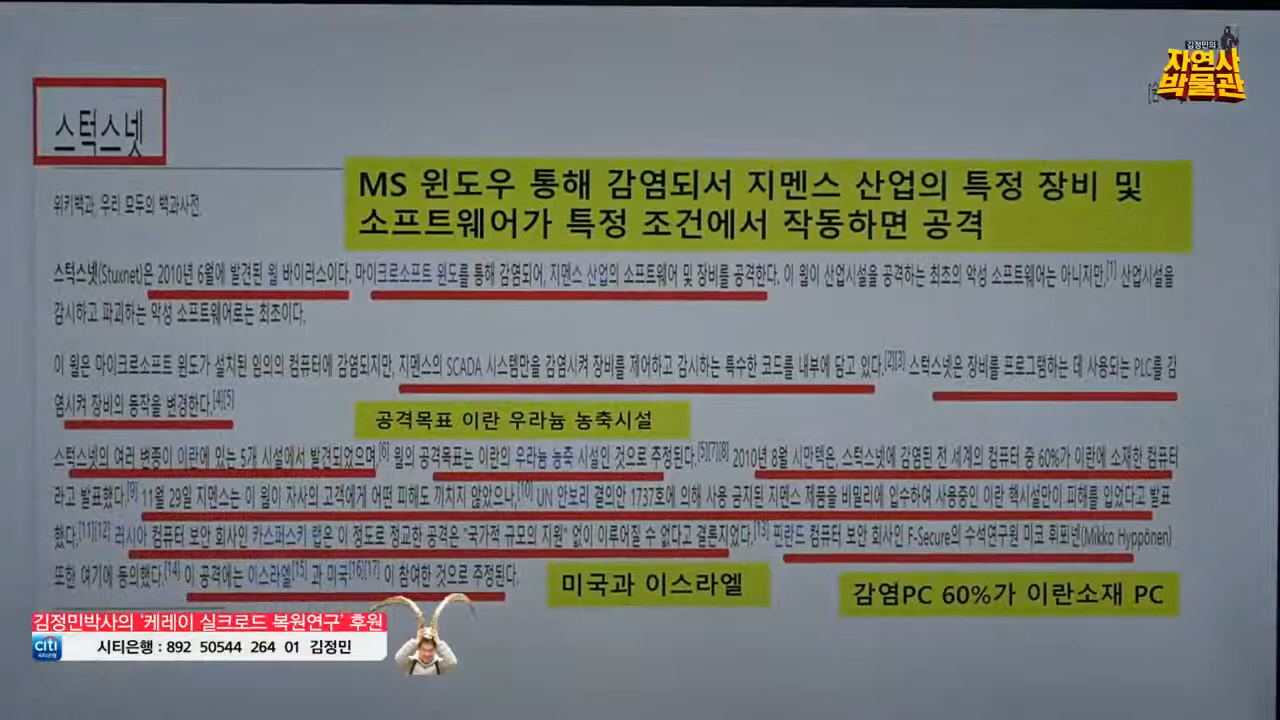 김정민의
자연사
박물관
스턱스넷
MS 윈도우 통해 감염되서 지멘스 산업의 특정 장비 및
소프트웨어가 특정 조건에서 작동하면 공격
위키백과, 우리 모두의 백과사전.
스턱스넷(Stuxnet)은 2010년 6월에 발견된 웜 바이러스이다. 마이크로소프트 윈도를 통해 감염되어, 지멘스 산업의 소프트웨어 및 장비를 공격한다. 이 웜이 산업시설을 공격하는 최초의 악성 소프트웨어는 아니지만,[1] 산업시설을
감시하고 파괴하는 악성 소프트웨어로는 최초이다.
이 웜은 마이크로소프트 윈도가 설치된 임의의 컴퓨터에 감염되지만, 지멘스의 SCADA 시스템만을 감염시켜 장비를 제어하고 감시하는 특수한 코드를 내부에 담고 있다.[2][3] 스턱스넷은 장비를 프로그램하는 데 사용되는 PLC를 감
염시켜 장비의 동작을 변경한다.[4][5]
공격목표 이란 우라늄 농축시설
스턱스넷의 여러 변종이 이란에 있는 5개 시설에서 발견되었으며,[6] 웜의 공격목표는 이란의 우라늄 농축 시설인 것으로 추정된다.[5][7][8] 2010년 8월 시만텍은, 스턱스넷에 감염된 전 세계의 컴퓨터 중 60%가 이란에 소재한 컴퓨터
라고 발표했다.[9] 11월 29일 지멘스는 이 웜이 자사의 고객에게 어떤 피해도 끼치지 않았으나,[10] UN 안보리 결의안 1737호에 의해 사용 금지된 지멘스 제품을 비밀리에 입수하여 사용중인 이란 핵시설만이 피해를 입었다고 발표
했다.[11][12] 러시아 컴퓨터 보안 회사인 카스퍼스키 랩은 이 정도로 정교한 공격은 "국가적 규모의 지원" 없이 이루어질 수 없다고 결론지었다.[13] 핀란드 컴퓨터 보안 회사인 F-Secure의 수석연구원 미코 휘푀넨(Mikko Hyppönen)
또한 여기에 동의했다.[14] 이 공격에는 이스라엘[15] 과 미국[16][17] 이 참여한 것으로 추정된다.
미국과 이스라엘
감염PC 60%가 이란소재 PC
김정민박사의 '케레이 실크로드 복원연구' 후원
citi
시티은행
시티은행 : 892 50544 264 01 김정민